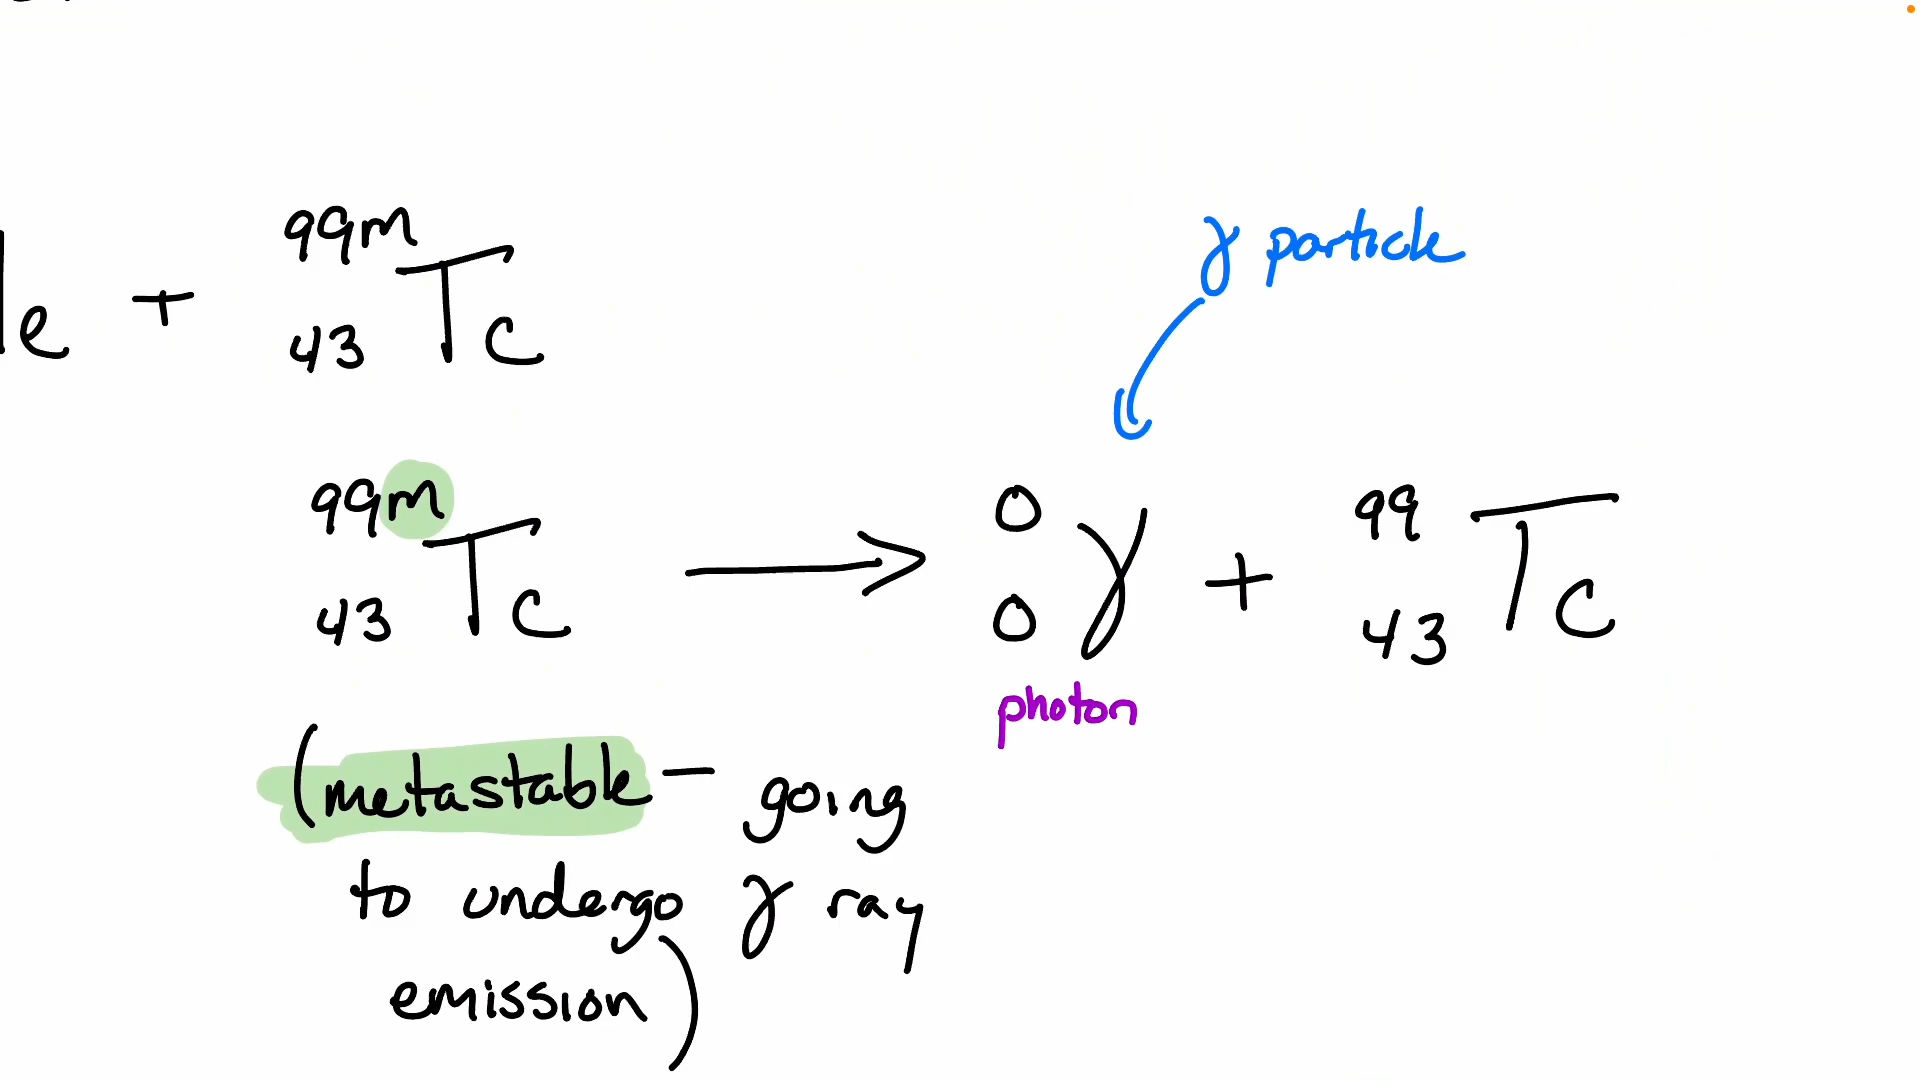 99m
γ particle
e + 43 Tc
99m
0
99
43 Tc → 0 γ + 43 Tc
photon
(metastable - going
to undergo γ ray
emission)